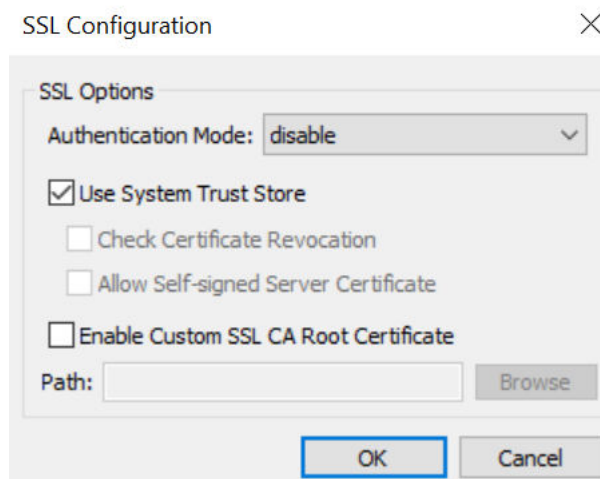 SSL Configuration
SSL Options
Authentication Mode: disable
Use System Trust Store
Check Certificate Revocation
Allow Self-signed Server Certificate
Enable Custom SSL CA Root Certificate
Path: Browse
OK Cancel